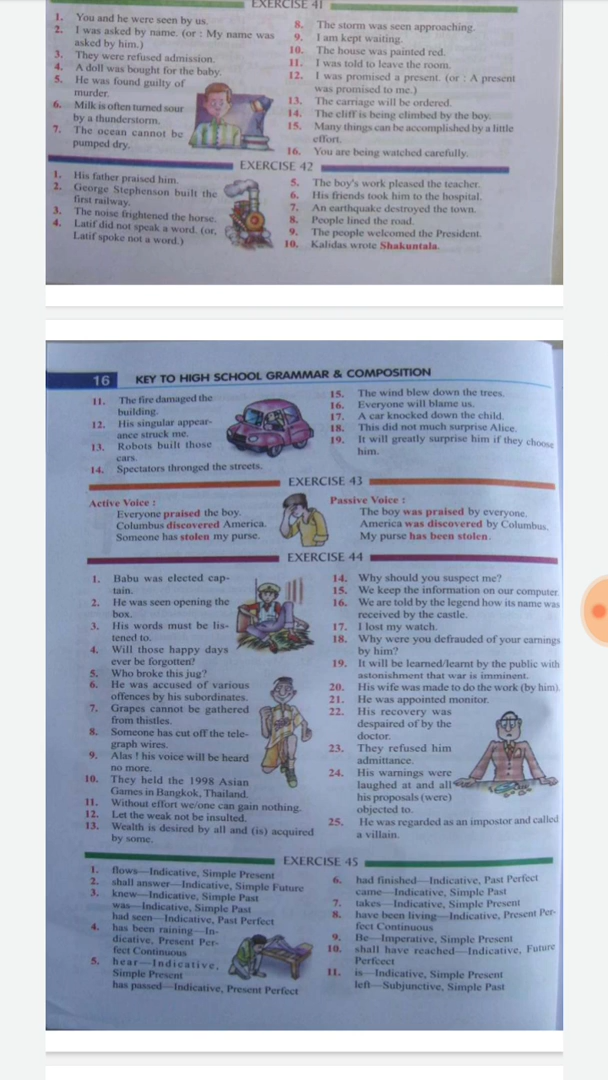 EXERCISE 41
1. You and he were seen by us.
2. I was asked by name. (or : My name was
asked by him.)
3. They were refused admission.
4. A doll was bought for the baby.
5. He was found guilty of
murder.
6. Milk is often turned sour
by a thunderstorm.
7. The ocean cannot be
pumped dry.
8. The storm was seen approaching.
9. I am kept waiting.
10. The house was painted red.
11. I was told to leave the room.
12. I was promised a present. (or : A present
was promised to me.)
13. The carriage will be ordered.
14. The cliff is being climbed by the boy.
15. Many things can be accomplished by a little
effort.
16. You are being watched carefully.
EXERCISE 42
1. His father praised him.
2. George Stephenson built the
first railway.
3. The noise frightened the horse.
4. Latif did not speak a word. (or,
Latif spoke not a word.)
5. The boy's work pleased the teacher.
6. His friends took him to the hospital.
7. An earthquake destroyed the town.
8. People lined the road.
9. The people welcomed the President.
10. Kalidas wrote Shakuntala.
16 KEY TO HIGH SCHOOL GRAMMAR & COMPOSITION
11. The fire damaged the
building.
12. His singular appear-
ance struck me.
13. Robots built those
cars.
14. Spectators thronged the streets.
15. The wind blew down the trees.
16. Everyone will blame us.
17. A car knocked down the child.
18. This did not much surprise Alice.
19. It will greatly surprise him if they choose
him.
EXERCISE 43
Active Voice :
Everyone praised the boy.
Columbus discovered America.
Someone has stolen my purse.
Passive Voice :
The boy was praised by everyone.
America was discovered by Columbus.
My purse has been stolen.
EXERCISE 44
1. Babu was elected cap-
tain.
2. He was seen opening the
box.
3. His words must be lis-
tened to.
4. Will those happy days
ever be forgotten?
5. Who broke this jug?
6. He was accused of various
offences by his subordinates.
7. Grapes cannot be gathered
from thistles.
8. Someone has cut off the tele-
graph wires.
9. Alas ! his voice will be heard
no more.
10. They held the 1998 Asian
Games in Bangkok, Thailand.
11. Without effort we/one can gain nothing.
12. Let the weak not be insulted.
13. Wealth is desired by all and (is) acquired
by some.
14. Why should you suspect me?
15. We keep the information on our computer.
16. We are told by the legend how its name was
received by the castle.
17. I lost my watch.
18. Why were you defrauded of your earnings
by him?
19. It will be learned/learnt by the public with
astonishment that war is imminent.
20. His wife was made to do the work (by him).
21. He was appointed monitor.
22. His recovery was
despaired of by the
doctor.
23. They refused him
admittance.
24. His warnings were
laughed at and all
his proposals (were)
objected to.
25. He was regarded as an impostor and called
a villain.
EXERCISE 45
1. flows—Indicative, Simple Present
2. shall answer—Indicative, Simple Future
3. knew—Indicative, Simple Past
was—Indicative, Simple Past
had seen—Indicative, Past Perfect
4. has been raining—In-
dicative, Present Per-
fect Continuous
5. hear—Indicative,
Simple Present
has passed—Indicative, Present Perfect
6. had finished—Indicative, Past Perfect
came—Indicative, Simple Past
7. takes—Indicative, Simple Present
8. have been living—Indicative, Present Per-
fect Continuous
9. Be—Imperative, Simple Present
10. shall have reached—Indicative, Future
Perfcect
11. is—Indicative, Simple Present
left—Subjunctive, Simple Past